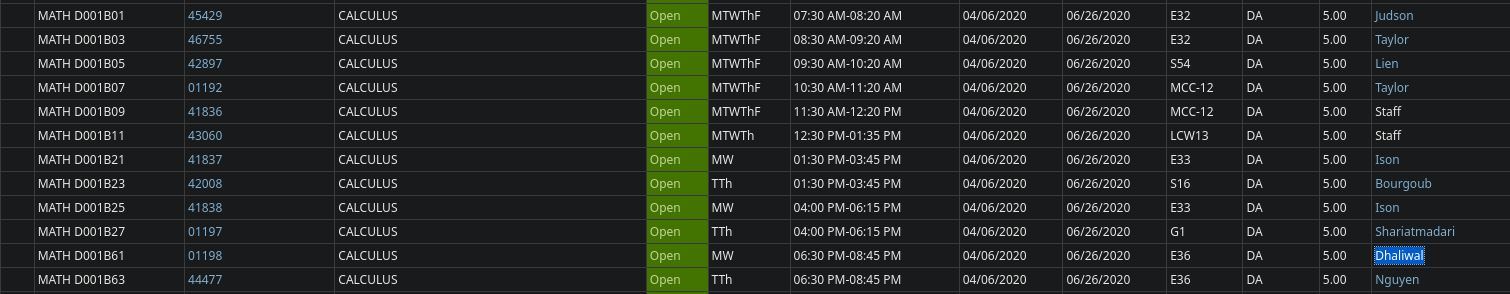 MATH D001B01 45429 CALCULUS Open MTWThF 07:30 AM-08:20 AM 04/06/2020 06/26/2020 E32 DA 5.00 Judson
MATH D001B03 46755 CALCULUS Open MTWThF 08:30 AM-09:20 AM 04/06/2020 06/26/2020 E32 DA 5.00 Taylor
MATH D001B05 42897 CALCULUS Open MTWThF 09:30 AM-10:20 AM 04/06/2020 06/26/2020 S54 DA 5.00 Lien
MATH D001B07 01192 CALCULUS Open MTWThF 10:30 AM-11:20 AM 04/06/2020 06/26/2020 MCC-12 DA 5.00 Taylor
MATH D001B09 41836 CALCULUS Open MTWThF 11:30 AM-12:20 PM 04/06/2020 06/26/2020 MCC-12 DA 5.00 Staff
MATH D001B11 43060 CALCULUS Open MTWTh 12:30 PM-01:35 PM 04/06/2020 06/26/2020 LCW13 DA 5.00 Staff
MATH D001B21 41837 CALCULUS Open MW 01:30 PM-03:45 PM 04/06/2020 06/26/2020 E33 DA 5.00 Ison
MATH D001B23 42008 CALCULUS Open TTh 01:30 PM-03:45 PM 04/06/2020 06/26/2020 S16 DA 5.00 Bourgoub
MATH D001B25 41838 CALCULUS Open MW 04:00 PM-06:15 PM 04/06/2020 06/26/2020 E33 DA 5.00 Ison
MATH D001B27 01197 CALCULUS Open TTh 04:00 PM-06:15 PM 04/06/2020 06/26/2020 G1 DA 5.00 Shariatmadari
MATH D001B61 01198 CALCULUS Open MW 06:30 PM-08:45 PM 04/06/2020 06/26/2020 E36 DA 5.00 Dhaliwal
MATH D001B63 44477 CALCULUS Open TTh 06:30 PM-08:45 PM 04/06/2020 06/26/2020 E36 DA 5.00 Nguyen